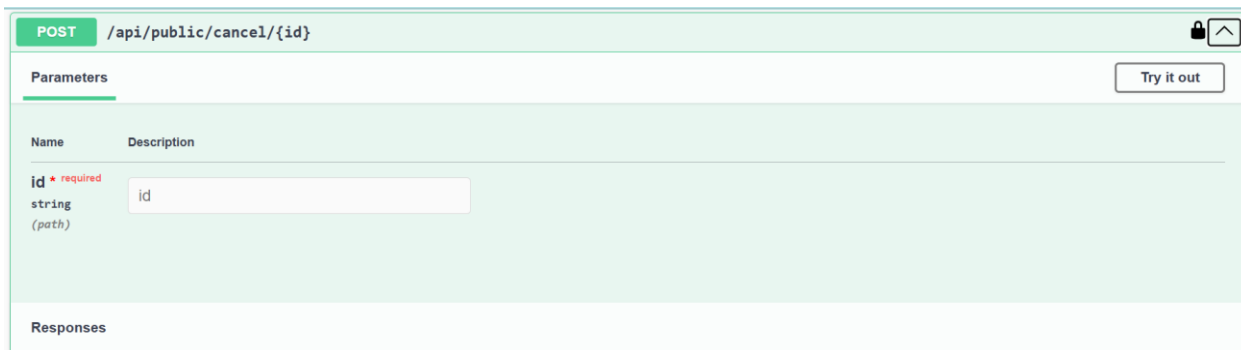 POST /api/public/cancel/{id}
Parameters
Try it out
Name Description
id * required
string
(path)
id
Responses